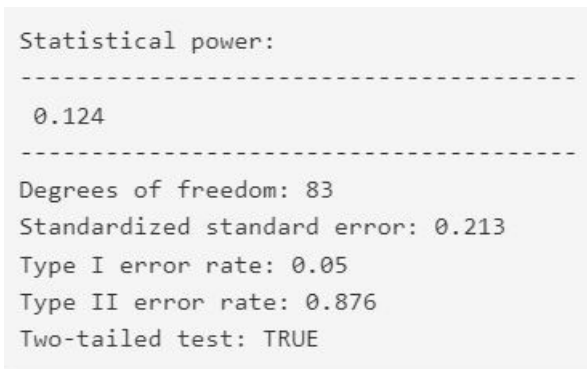 Statistical power:
---------------------------------------
0.124
---------------------------------------
Degrees of freedom: 83
Standardized standard error: 0.213
Type I error rate: 0.05
Type II error rate: 0.876
Two-tailed test: TRUE